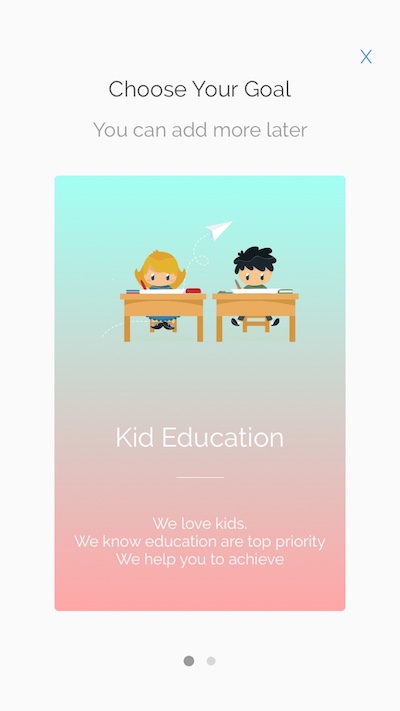 X
Choose Your Goal
You can add more later
Kid Education
We love kids.
We know education are top priority
We help you to achieve